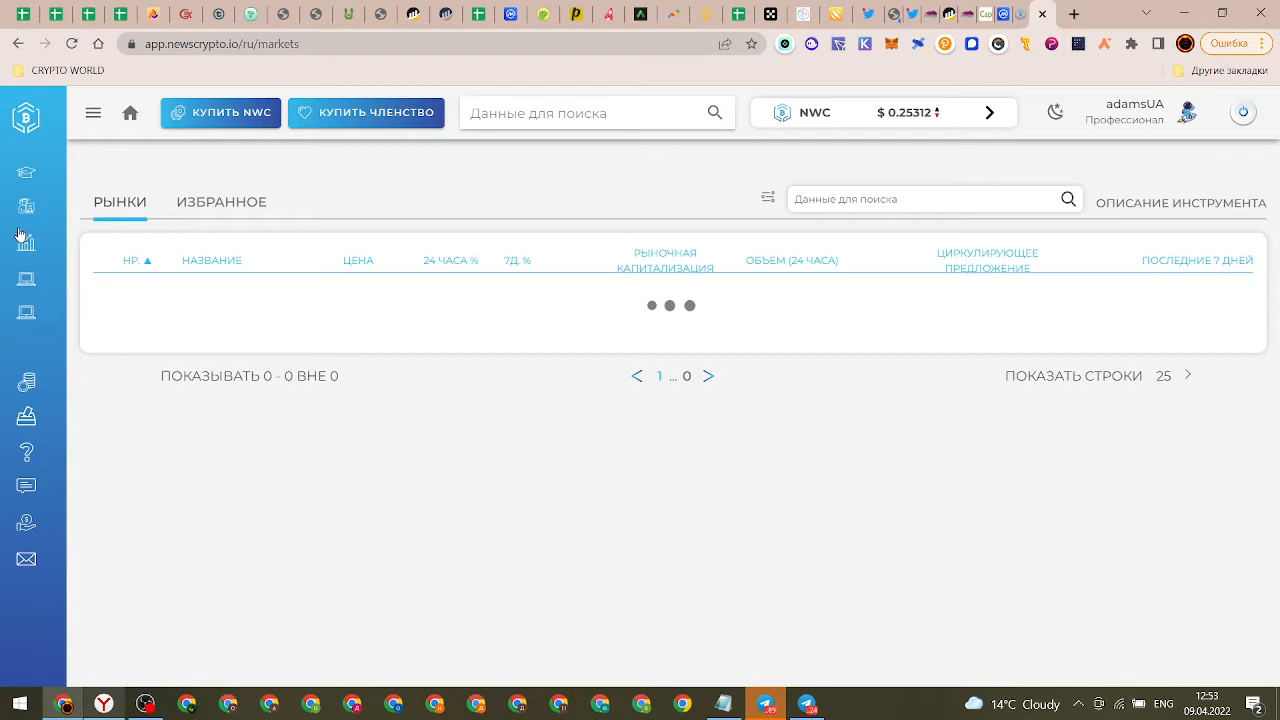 app.newscrypto.io/ru/markets
Ошибка
CRYPTO WORLD
Другие закладки
КУПИТЬ NWC
КУПИТЬ ЧЛЕНСТВО
Данные для поиска
NWC
$ 0.25312
adamsUA
Профессионал
РЫНКИ
ИЗБРАННОЕ
Данные для поиска
ОПИСАНИЕ ИНСТРУМЕНТА
НР. ▲
НАЗВАНИЕ
ЦЕНА
24 ЧАСА %
7Д. %
РЫНОЧНАЯ
КАПИТАЛИЗАЦИЯ
ОБЪЕМ (24 ЧАСА)
ЦИРКУЛИРУЮЩЕЕ
ПРЕДЛОЖЕНИЕ
ПОСЛЕДНИЕ 7 ДНЕЙ
ПОКАЗЫВАТЬ 0 - 0 ВНЕ 0
< 1 ... 0 >
ПОКАЗАТЬ СТРОКИ 25 >
14°C Cloudy
12:53
09.04.2022